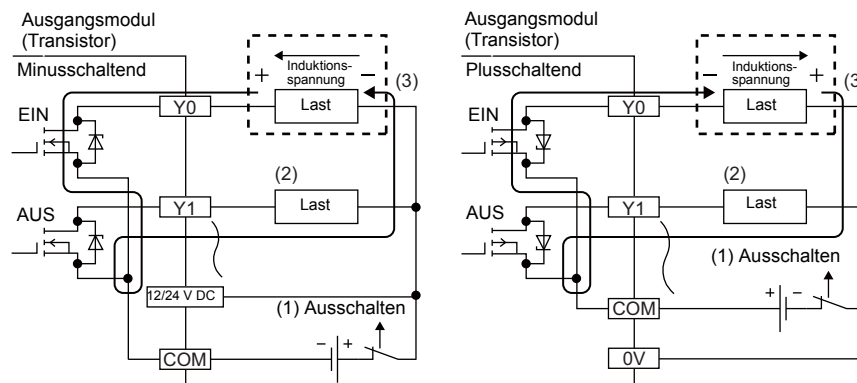 Ausgangsmodul
(Transistor)
Minusschaltend
+
Induktions-
spannung
−
(3)
EIN
Y0
Last
(2)
AUS
Y1
Last
12/24 V DC
(1) Ausschalten
− +
COM
Ausgangsmodul
(Transistor)
Plusschaltend
−
Induktions-
spannung
+
(3
EIN
Y0
Last
(2)
AUS
Y1
Last
(1) Ausschalten
+ −
COM
0V